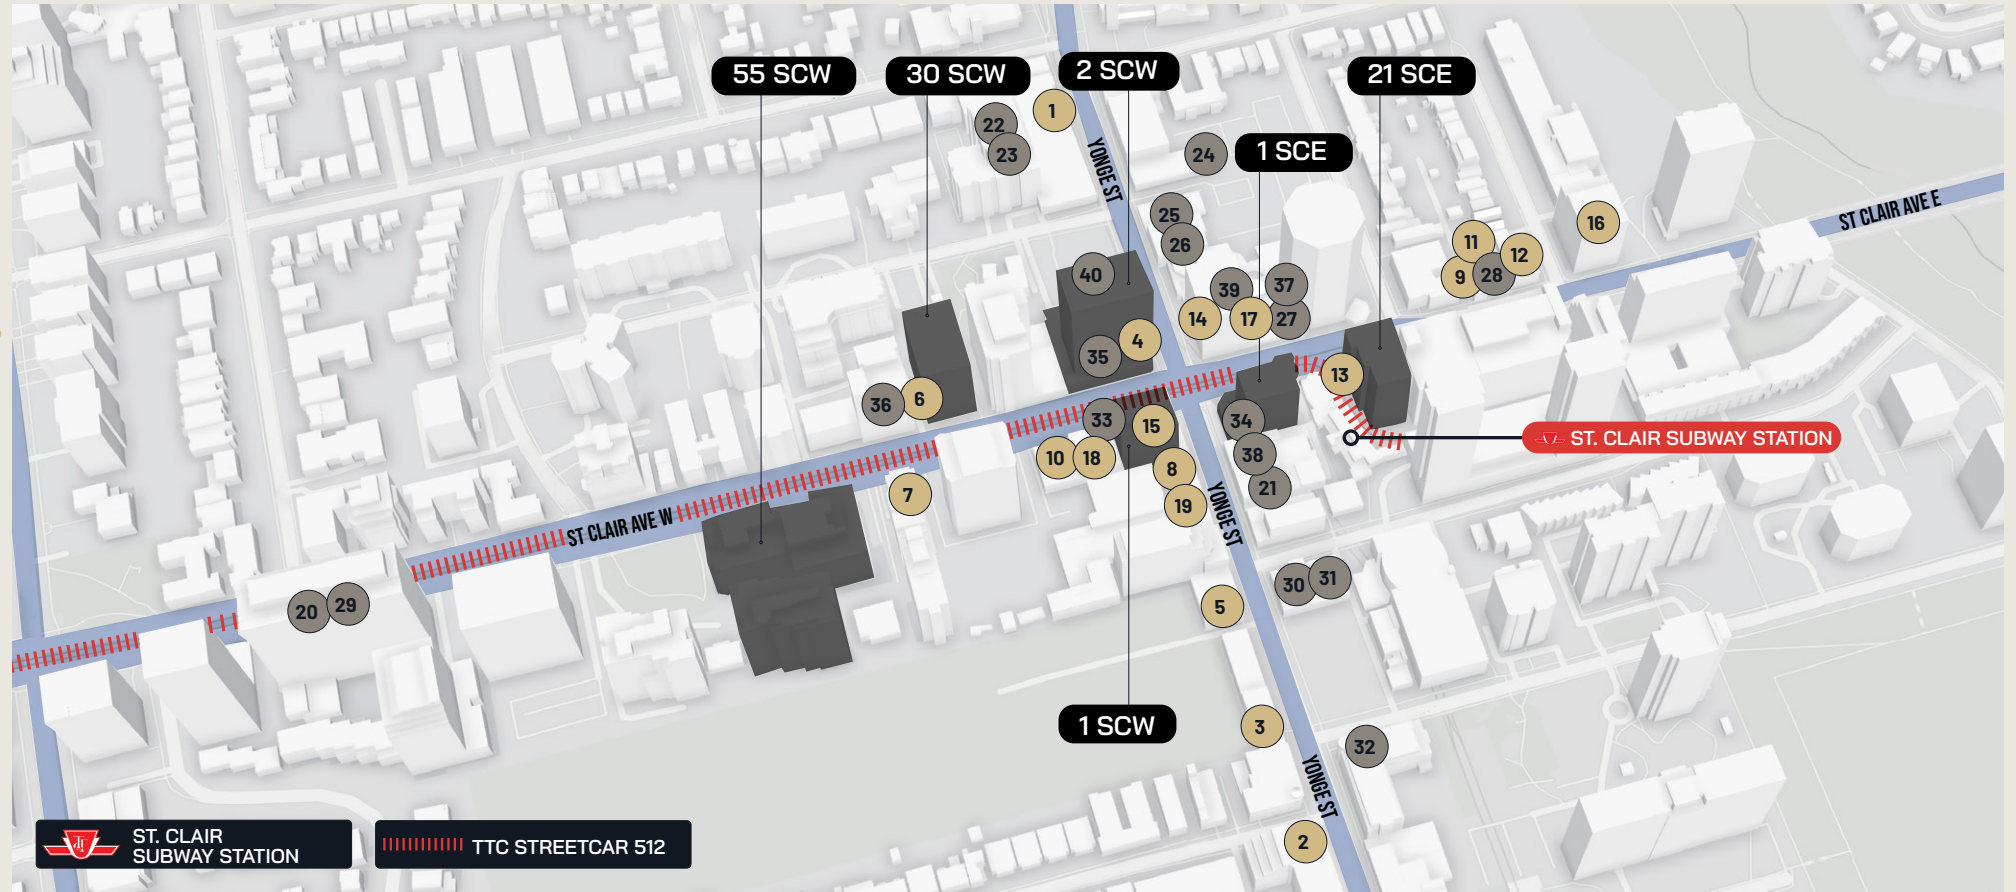 55 SCW
30 SCW
2 SCW
21 SCE
1
22
23
YONGE ST
24
1 SCE
25
26
ST CLAIR AVE E
16
11
12
9
28
40
39
37
14
17
27
4
35
13
36
6
33
15
34
ST. CLAIR SUBWAY STATION
10
18
8
38
21
7
19
YONGE ST
ST CLAIR AVE W
20
29
5
30
31
1 SCW
3
32
YONGE ST
2
ST. CLAIR
SUBWAY STATION
TTC STREETCAR 512